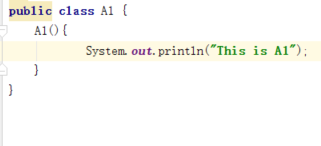 public class A1 {
A1(){
System.out.println("This is A1");
}
}